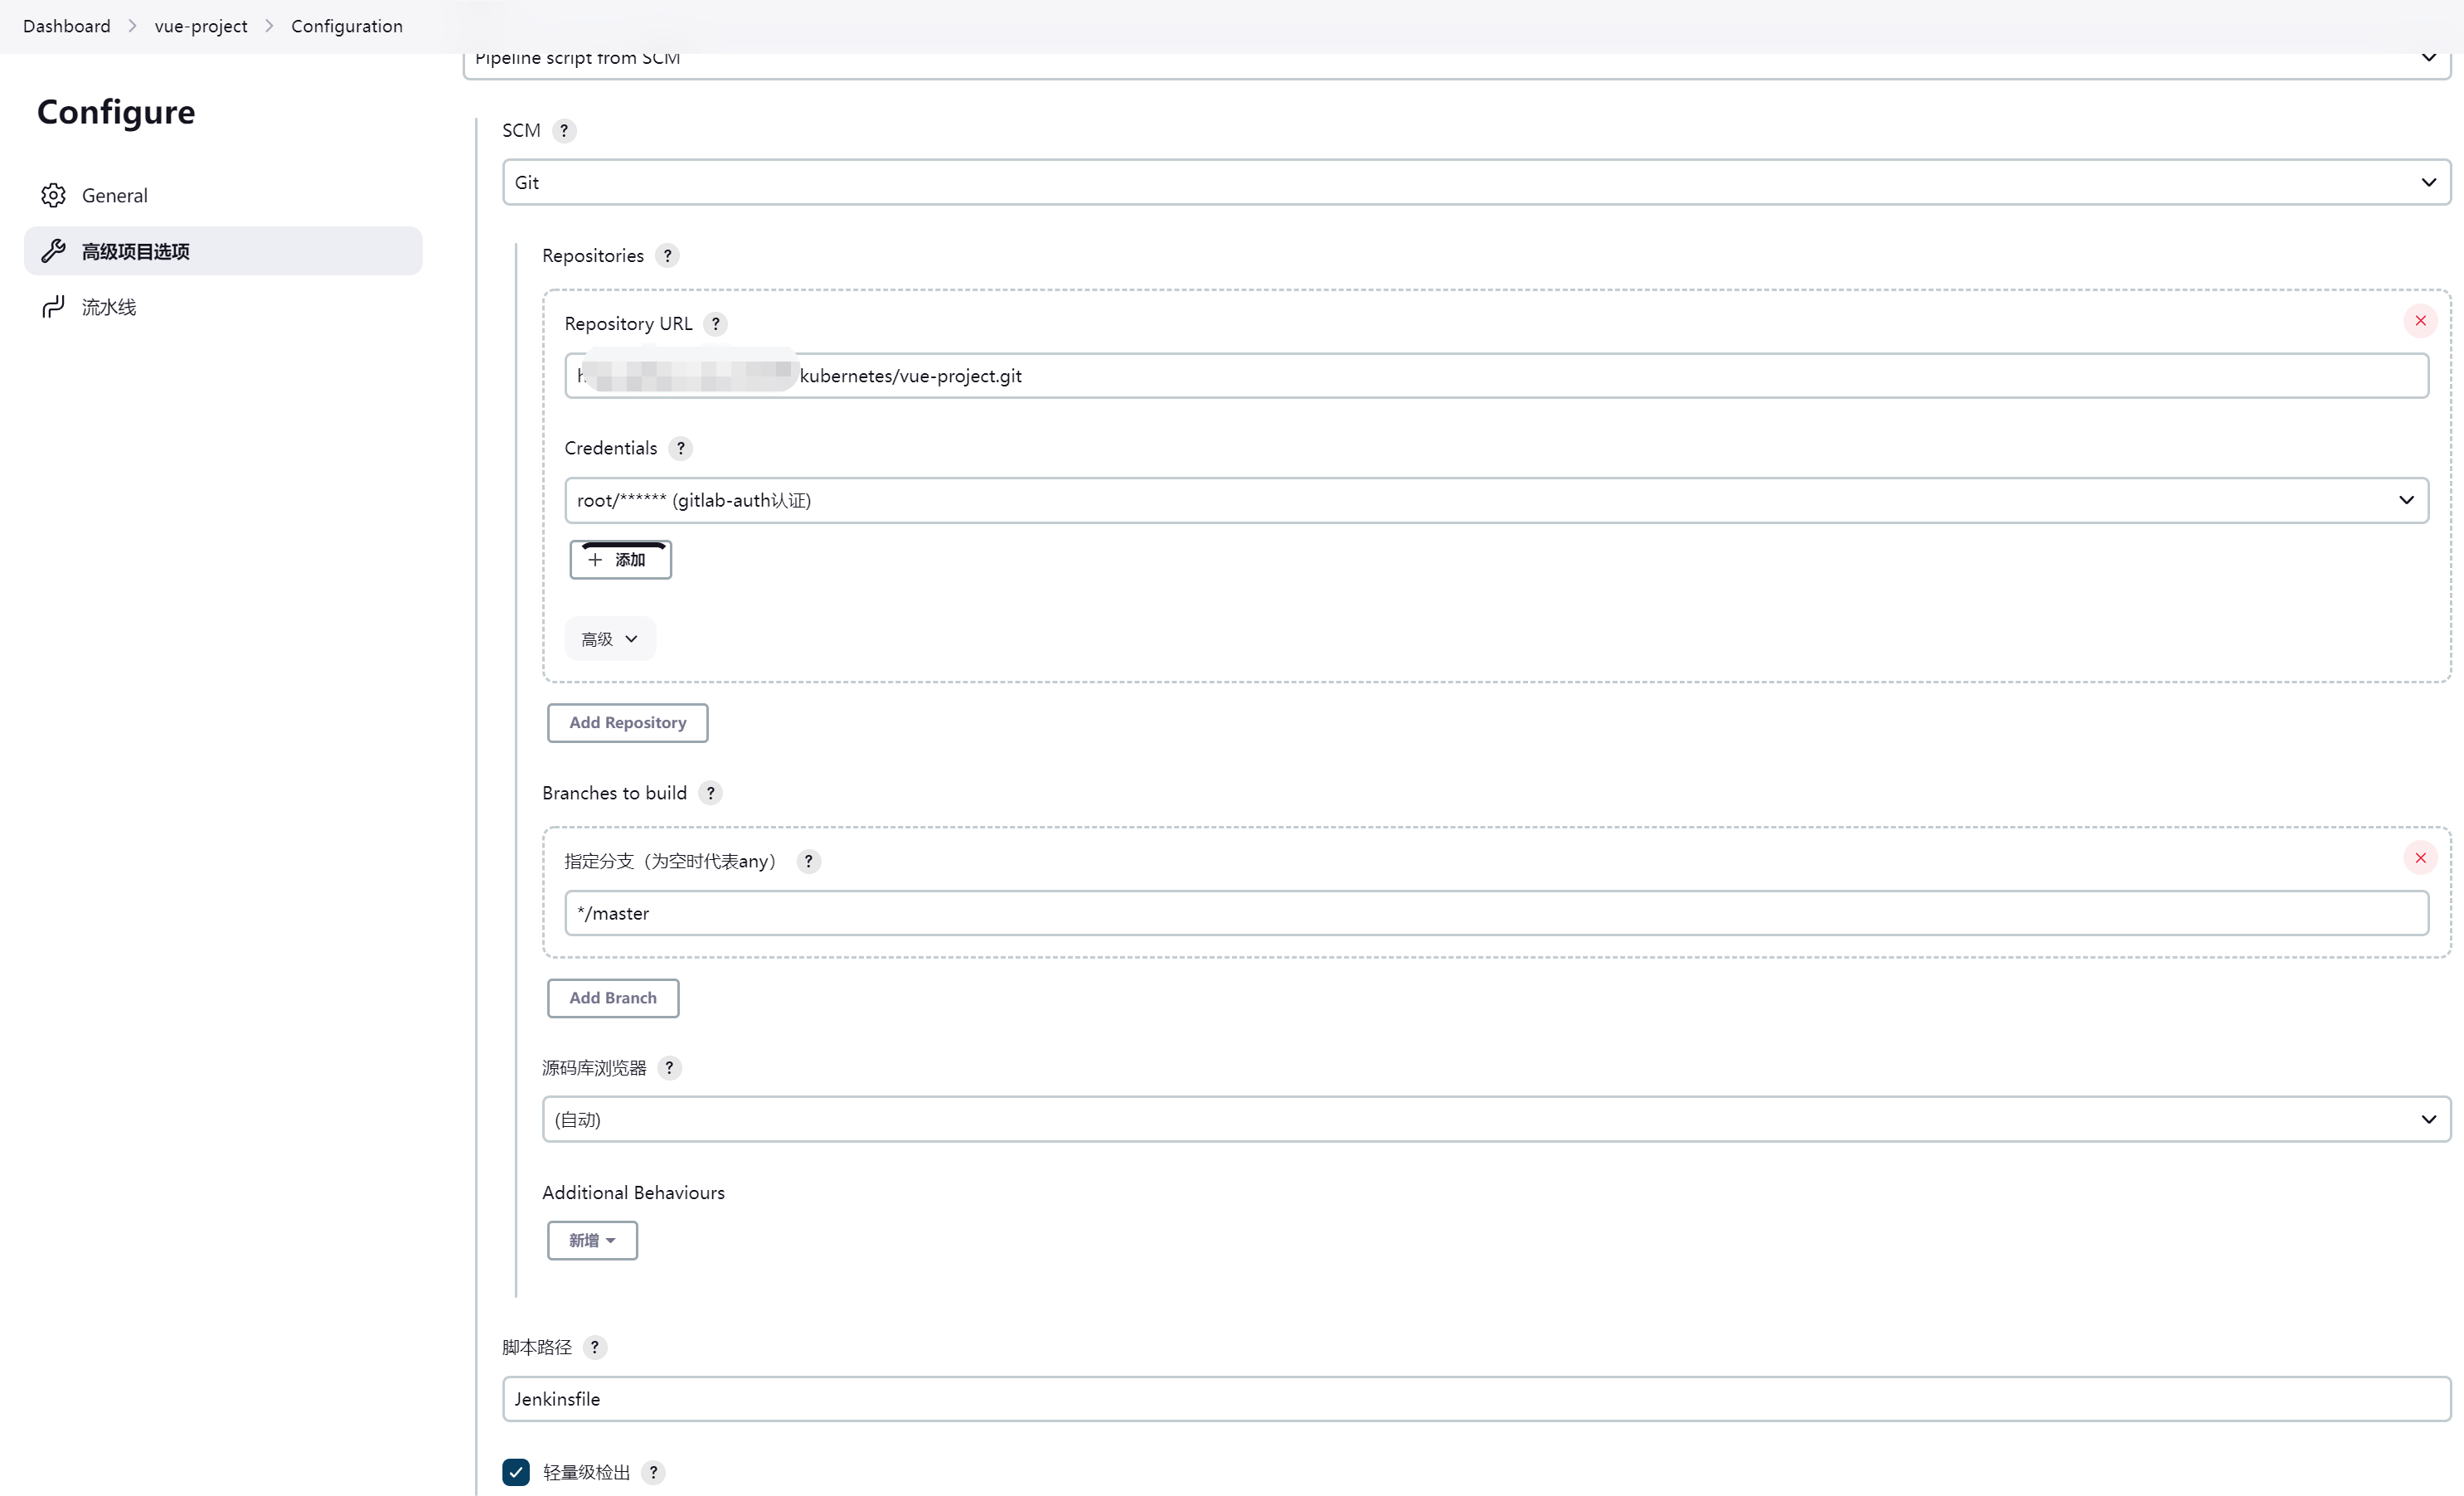 Dashboard > vue-project > Configuration
Pipeline script from SCM
Configure
General
高级项目选项
流水线
SCM ?
Git
Repositories ?
Repository URL ?
kubernetes/vue-project.git
Credentials ?
root/****** (gitlab-auth认证)
+ 添加
高级
Add Repository
Branches to build ?
指定分支（为空时代表any） ?
*/master
Add Branch
源码库浏览器 ?
(自动)
Additional Behaviours
新增
脚本路径 ?
Jenkinsfile
轻量级检出 ?